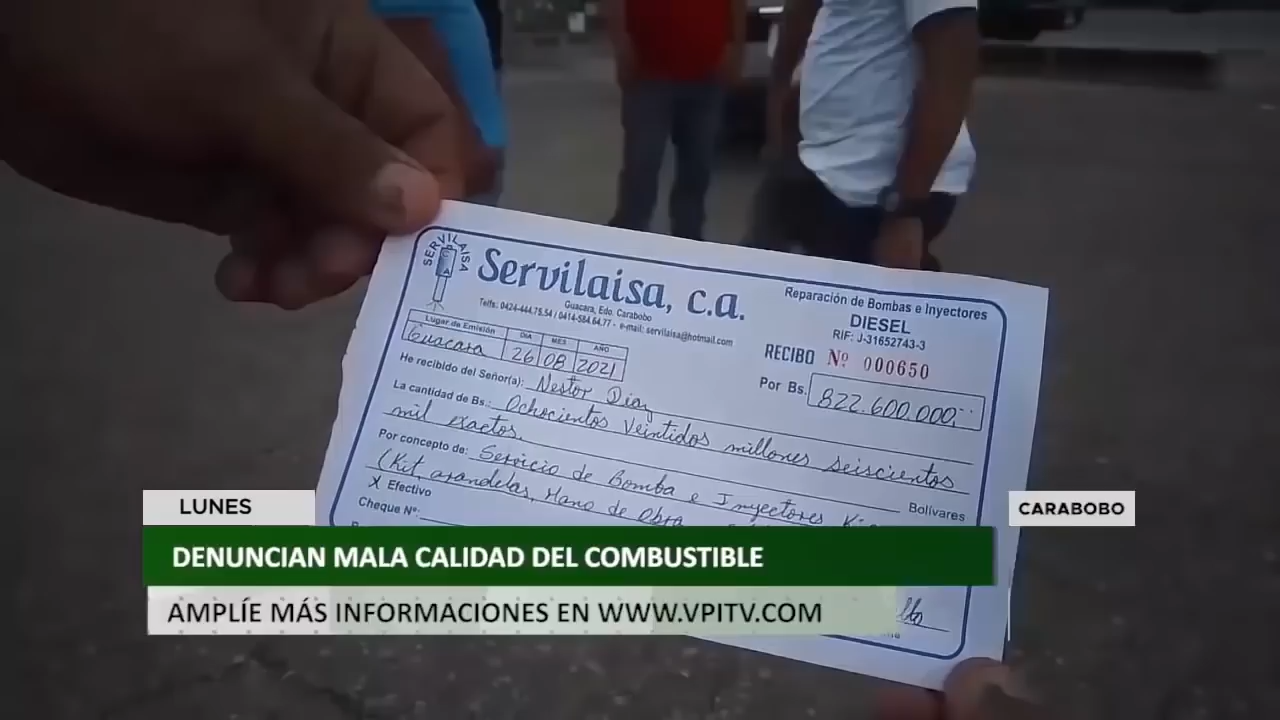 SERVILAISA
Servilaisa, c.a.
Guacara, Edo. Carabobo
Telfs: 0424-444.75.54 / 0414-584.64.77 - e-mail: servilaisa@hotmail.com
Reparación de Bombas e Inyectores
DIESEL
RIF: J-31652743-3
RECIBO Nº 000650
Lugar de Emisión DIA MES AÑO
Guacara 26 08 2021
Por Bs. 822.600.000,
He recibido del Señor(a): Nestor Diaz
La cantidad de Bs.: Ochocientos Veintidos millones seiscientos
mil exactos. Bolívares
Por concepto de: Servicio de Bomba e Inyectores
(Kit, arandelas, Mano de Obra
X Efectivo
Cheque Nº:
LUNES
CARABOBO
DENUNCIAN MALA CALIDAD DEL COMBUSTIBLE
AMPLÍE MÁS INFORMACIONES EN WWW.VPITV.COM